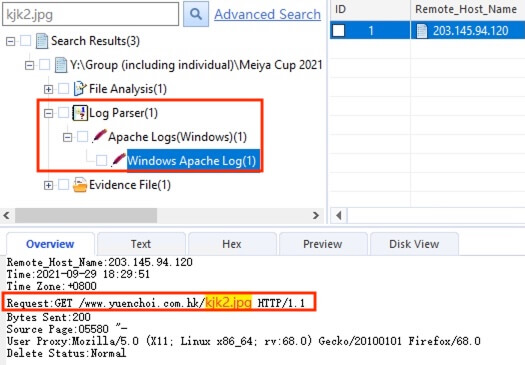 kjk2.jpg
Advanced Search
Search Results(3)
Y:\Group (including individual)\Meiya Cup 2021
File Analysis(1)
Log Parser(1)
Apache Logs(Windows)(1)
Windows Apache Log(1)
Evidence File(1)
ID Remote_Host_Name
1 203.145.94.120
Overview Text Hex Preview Disk View
Remote_Host_Name:203.145.94.120
Time:2021-09-29 18:29:51
Time Zone:+0800
Request:GET /www.yuenchoi.com.hk/kjk2.jpg HTTP/1.1
Bytes Sent:200
Source Page:05580 "-
User Proxy:Mozilla/5.0 (X11; Linux x86_64; rv:68.0) Gecko/20100101 Firefox/68.0
Delete Status:Normal